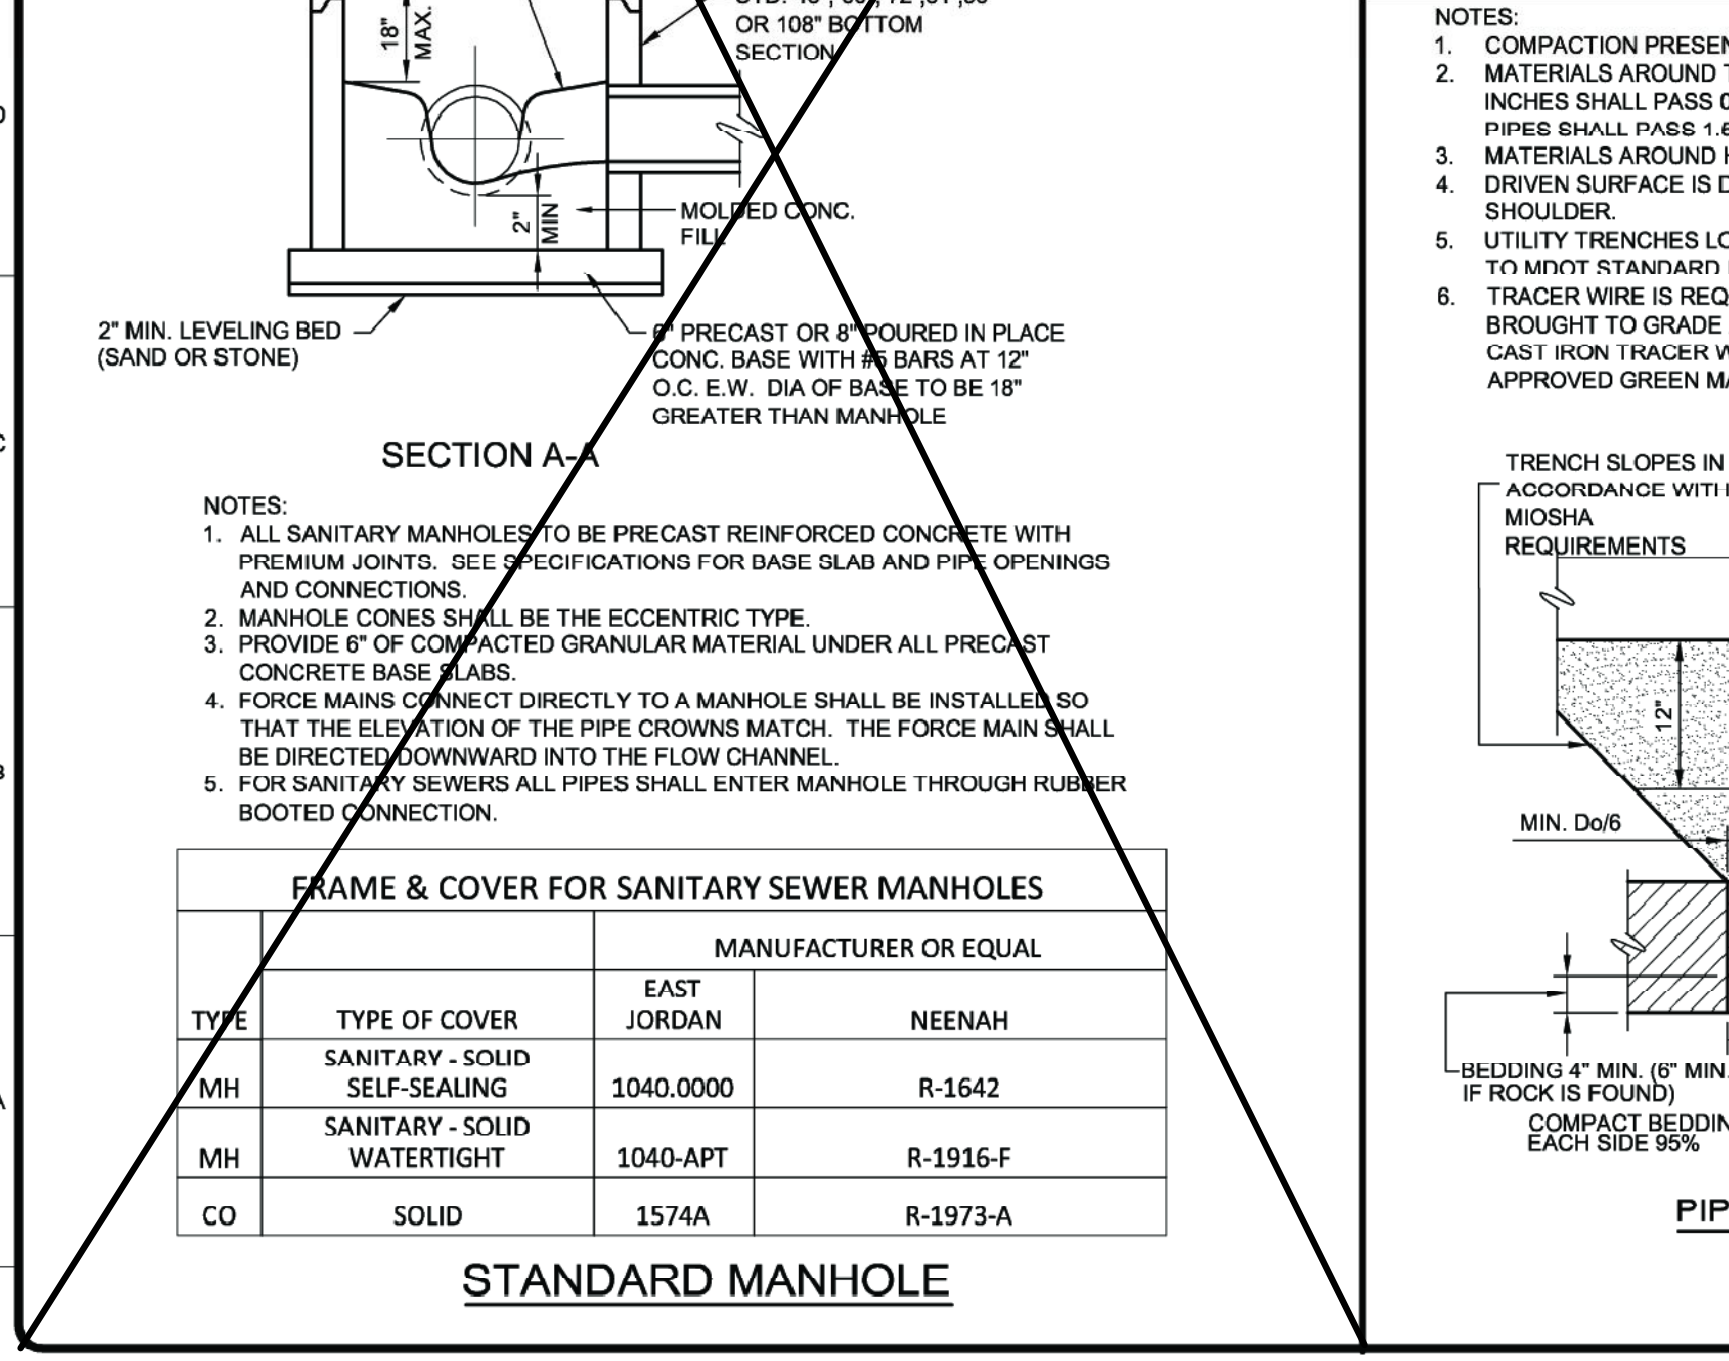 18"
MAX.
OR 108" BOTTOM
SECTION
2"
MIN
MOLDED CONC.
FILL
2" MIN. LEVELING BED
(SAND OR STONE)
6" PRECAST OR 8" POURED IN PLACE
CONC. BASE WITH #5 BARS AT 12"
O.C. E.W. DIA OF BASE TO BE 18"
GREATER THAN MANHOLE
SECTION A-A
NOTES:
1. ALL SANITARY MANHOLES TO BE PRECAST REINFORCED CONCRETE WITH
PREMIUM JOINTS. SEE SPECIFICATIONS FOR BASE SLAB AND PIPE OPENINGS
AND CONNECTIONS.
2. MANHOLE CONES SHALL BE THE ECCENTRIC TYPE.
3. PROVIDE 6" OF COMPACTED GRANULAR MATERIAL UNDER ALL PRECAST
CONCRETE BASE SLABS.
4. FORCE MAINS CONNECT DIRECTLY TO A MANHOLE SHALL BE INSTALLED SO
THAT THE ELEVATION OF THE PIPE CROWNS MATCH. THE FORCE MAIN SHALL
BE DIRECTED DOWNWARD INTO THE FLOW CHANNEL.
5. FOR SANITARY SEWERS ALL PIPES SHALL ENTER MANHOLE THROUGH RUBBER
BOOTED CONNECTION.
FRAME & COVER FOR SANITARY SEWER MANHOLES
MANUFACTURER OR EQUAL
TYPE TYPE OF COVER EAST JORDAN NEENAH
MH SANITARY - SOLID SELF-SEALING 1040.0000 R-1642
MH SANITARY - SOLID WATERTIGHT 1040-APT R-1916-F
CO SOLID 1574A R-1973-A
STANDARD MANHOLE
NOTES:
1. COMPACTION
2. MATERIALS AROUND
INCHES SHALL PASS
PIPES SHALL PASS
3. MATERIALS AROUND
4. DRIVEN SURFACE IS
SHOULDER.
5. UTILITY TRENCHES
TO MDOT STANDARD
6. TRACER WIRE IS
BROUGHT TO GRADE
CAST IRON TRACER
APPROVED GREEN
TRENCH SLOPES IN
ACCORDANCE WITH
MIOSHA
REQUIREMENTS
12"
MIN. Do/6
BEDDING 4" MIN. (6" MIN.
IF ROCK IS FOUND)
COMPACT
EACH SIDE 95%